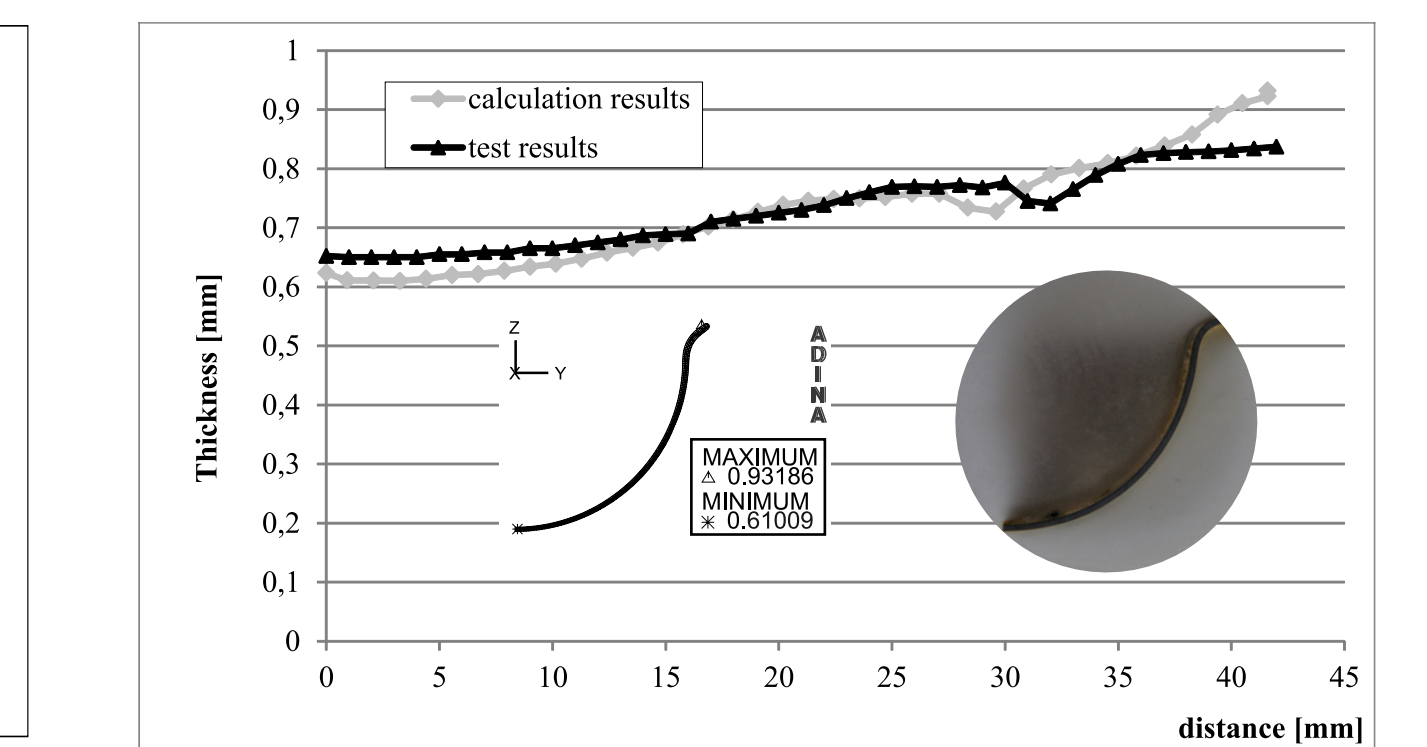 1
0,9
0,8
0,7
0,6
0,5
0,4
0,3
0,2
0,1
0
Thickness [mm]
calculation results
test results
Z
X
Y
A
D
I
N
A
MAXIMUM
△ 0.93186
MINIMUM
✳ 0.61009
0 5 10 15 20 25 30 35 40 45
distance [mm]